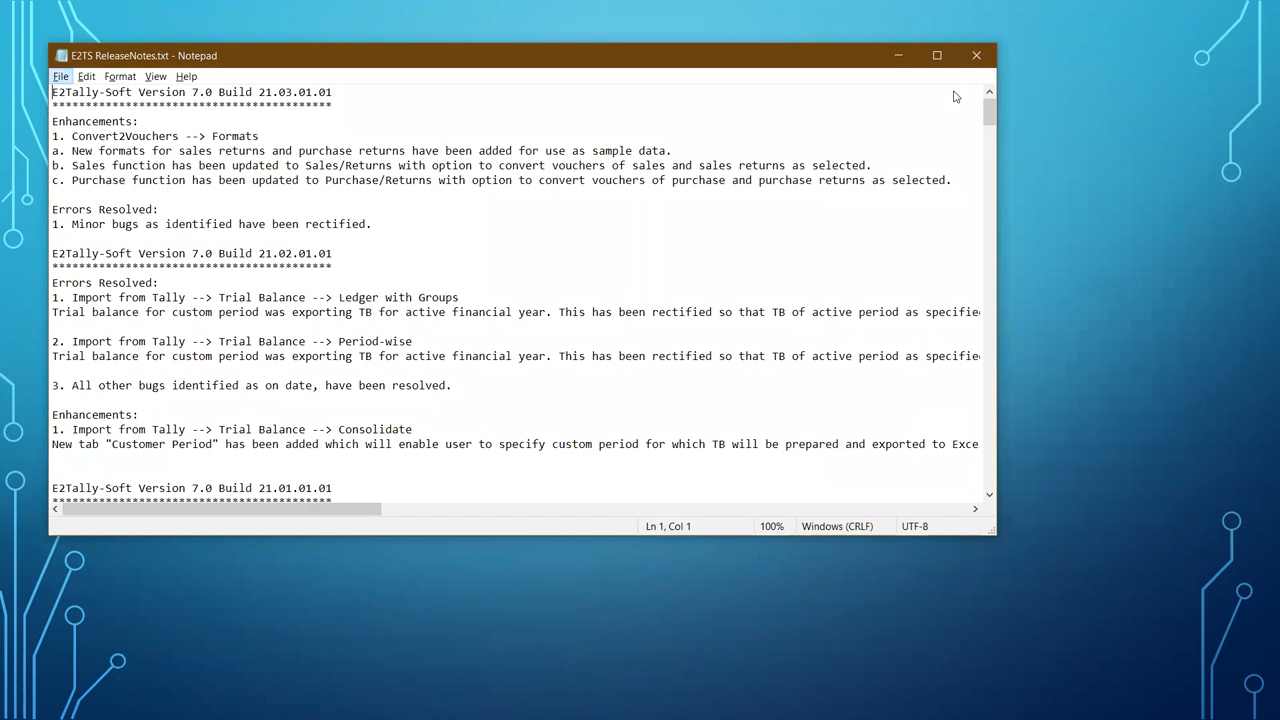 E2TS ReleaseNotes.txt - Notepad
File Edit Format View Help
E2Tally-Soft Version 7.0 Build 21.03.01.01
******************************************
Enhancements:
1. Convert2Vouchers --> Formats
a. New formats for sales returns and purchase returns have been added for use as sample data.
b. Sales function has been updated to Sales/Returns with option to convert vouchers of sales and sales returns as selected.
c. Purchase function has been updated to Purchase/Returns with option to convert vouchers of purchase and purchase returns as selected.
Errors Resolved:
1. Minor bugs as identified have been rectified.
E2Tally-Soft Version 7.0 Build 21.02.01.01
******************************************
Errors Resolved:
1. Import from Tally --> Trial Balance --> Ledger with Groups
Trial balance for custom period was exporting TB for active financial year. This has been rectified so that TB of active period as specifie
2. Import from Tally --> Trial Balance --> Period-wise
Trial balance for custom period was exporting TB for active financial year. This has been rectified so that TB of active period as specifie
3. All other bugs identified as on date, have been resolved.
Enhancements:
1. Import from Tally --> Trial Balance --> Consolidate
New tab "Customer Period" has been added which will enable user to specify custom period for which TB will be prepared and exported to Exce
E2Tally-Soft Version 7.0 Build 21.01.01.01
******************************************
Ln 1, Col 1 100% Windows (CRLF) UTF-8